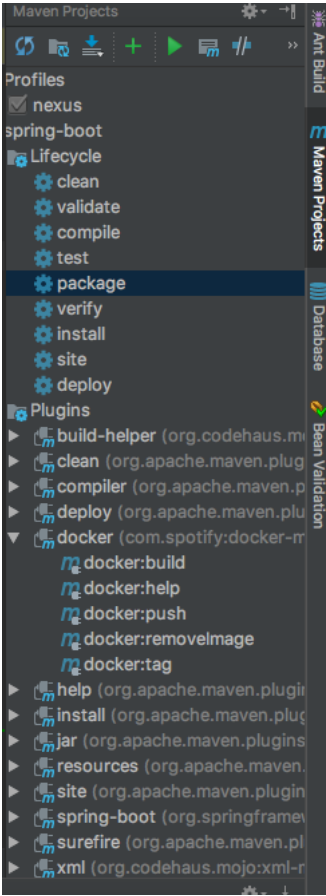 Maven Projects
Profiles
nexus
spring-boot
Lifecycle
clean
validate
compile
test
package
verify
install
site
deploy
Plugins
build-helper (org.codehaus.m
clean (org.apache.maven.plug
compiler (org.apache.maven.p
deploy (org.apache.maven.plu
docker (com.spotify:docker-m
docker:build
docker:help
docker:push
docker:removeImage
docker:tag
help (org.apache.maven.plugin
install (org.apache.maven.plug
jar (org.apache.maven.plugins
resources (org.apache.maven.
site (org.apache.maven.plugin
spring-boot (org.springframew
surefire (org.apache.maven.pl
xml (org.codehaus.mojo:xml-m
Ant Build
Maven Projects
Database
Bean Validation